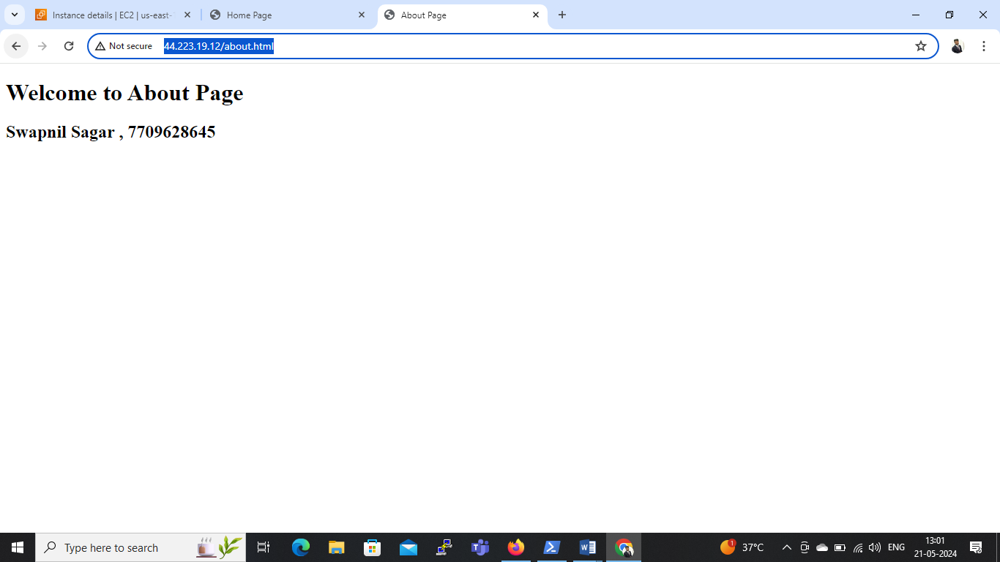 Instance details | EC2 | us-east-
Home Page
About Page
Not secure
44.223.19.12/about.html
Welcome to About Page
Swapnil Sagar , 7709628645
Type here to search
1
37°C
ENG
13:01
21-05-2024